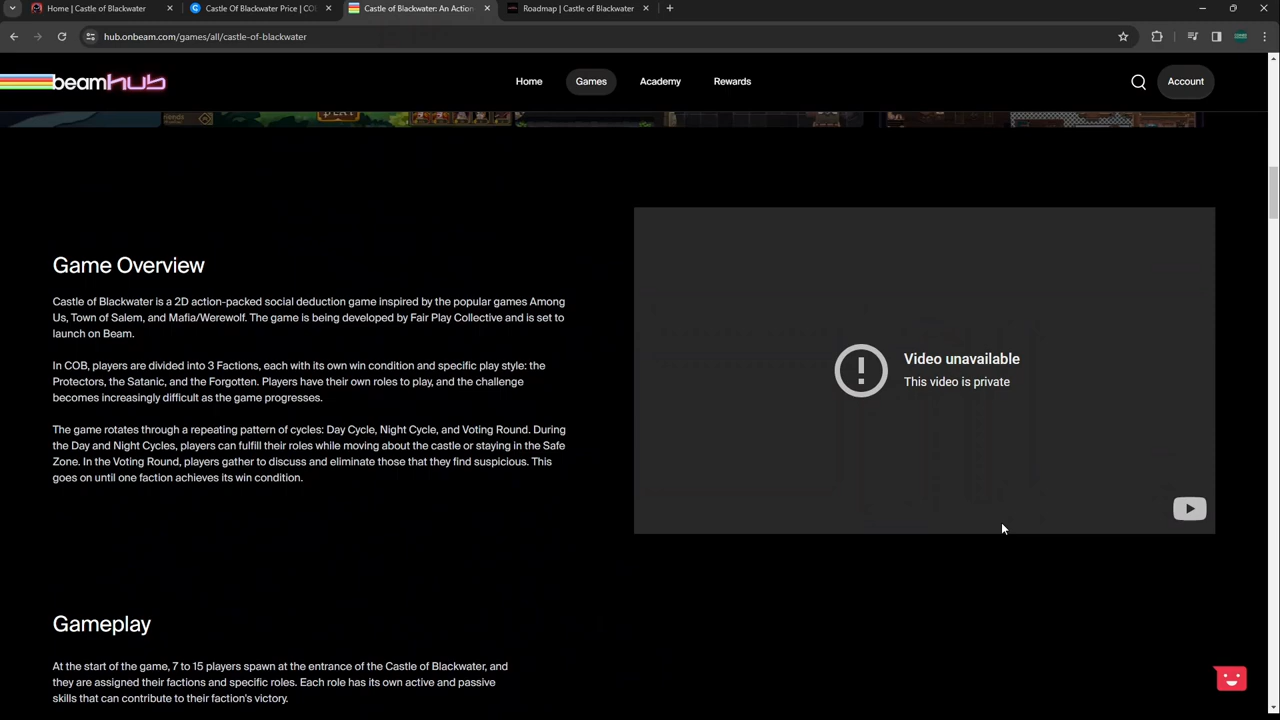 Home | Castle of Blackwater
Castle Of Blackwater Price | CO
Castle of Blackwater: An Action
Roadmap | Castle of Blackwater
hub.onbeam.com/games/all/castle-of-blackwater
beamhub
Home
Games
Academy
Rewards
Account
Game Overview
Castle of Blackwater is a 2D action-packed social deduction game inspired by the popular games Among
Us, Town of Salem, and Mafia/Werewolf. The game is being developed by Fair Play Collective and is set to
launch on Beam.
In COB, players are divided into 3 Factions, each with its own win condition and specific play style: the
Protectors, the Satanic, and the Forgotten. Players have their own roles to play, and the challenge
becomes increasingly difficult as the game progresses.
The game rotates through a repeating pattern of cycles: Day Cycle, Night Cycle, and Voting Round. During
the Day and Night Cycles, players can fulfill their roles while moving about the castle or staying in the Safe
Zone. In the Voting Round, players gather to discuss and eliminate those that they find suspicious. This
goes on until one faction achieves its win condition.
Video unavailable
This video is private
Gameplay
At the start of the game, 7 to 15 players spawn at the entrance of the Castle of Blackwater, and
they are assigned their factions and specific roles. Each role has its own active and passive
skills that can contribute to their faction's victory.